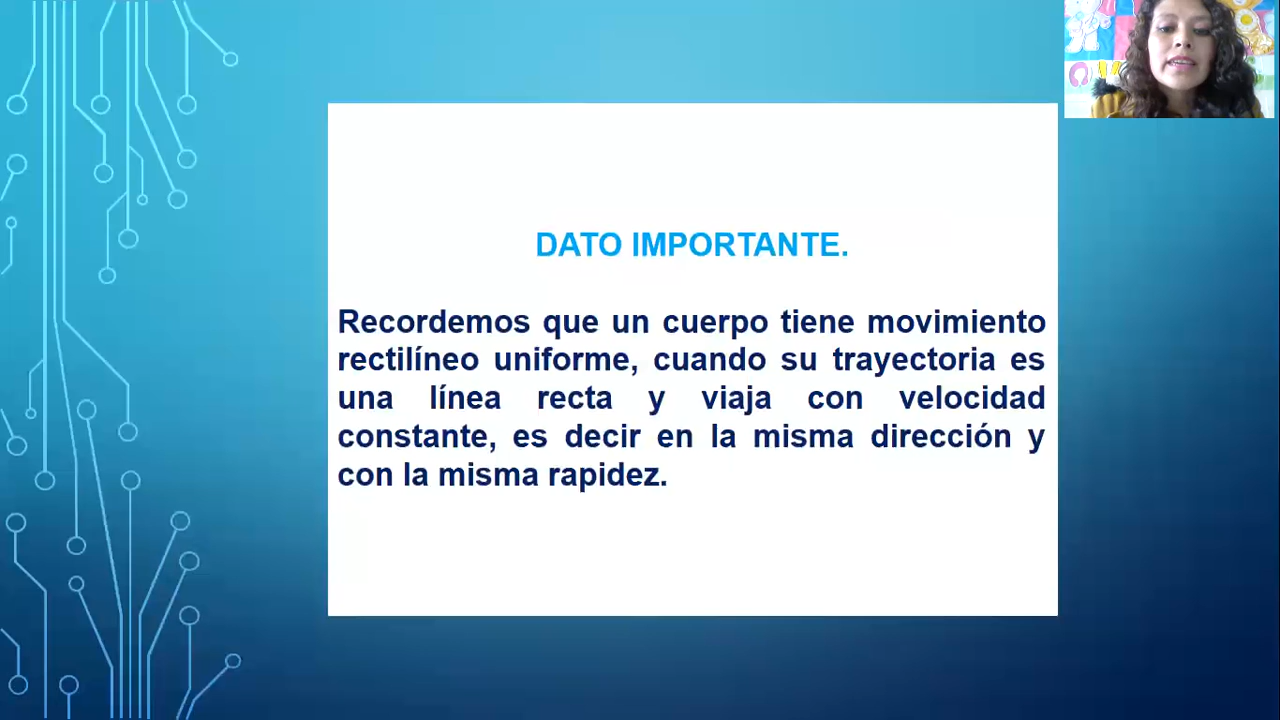 DATO IMPORTANTE.
Recordemos que un cuerpo tiene movimiento
rectilíneo uniforme, cuando su trayectoria es
una línea recta y viaja con velocidad
constante, es decir en la misma dirección y
con la misma rapidez.